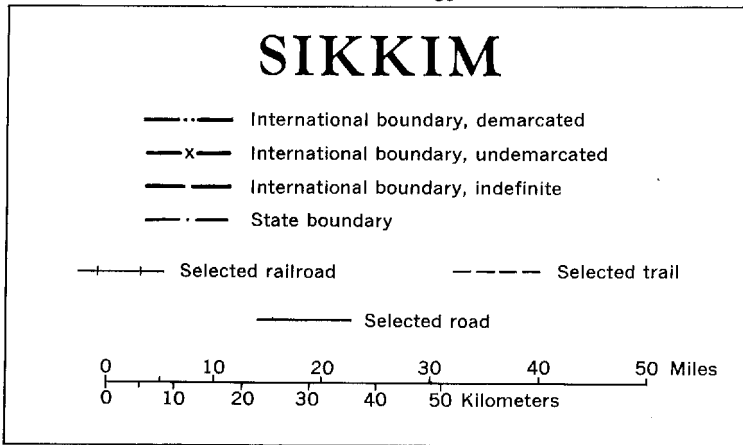 SIKKIM
International boundary, demarcated
International boundary, undemarcated
International boundary, indefinite
State boundary
Selected railroad Selected trail
Selected road
0 10 20 30 40 50 Miles
0 10 20 30 40 50 Kilometers